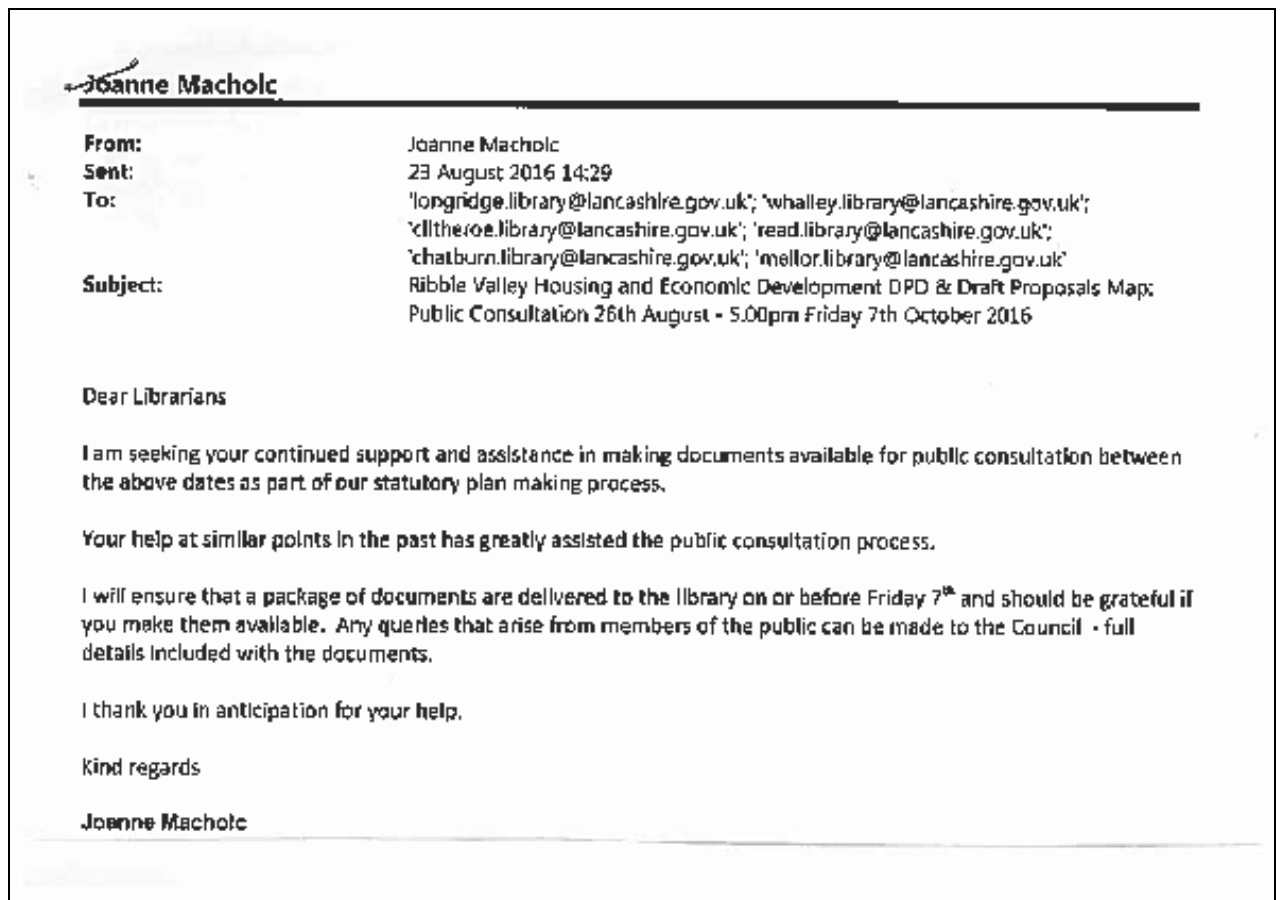 Joanne Macholc
From: Joanne Macholc
Sent: 23 August 2016 14:29
To: 'longridge.library@lancashire.gov.uk'; 'whalley.library@lancashire.gov.uk';
'clitheroe.library@lancashire.gov.uk'; 'read.library@lancashire.gov.uk';
'chatburn.library@lancashire.gov.uk'; 'mellor.library@lancashire.gov.uk'
Subject: Ribble Valley Housing and Economic Development DPD & Draft Proposals Map:
Public Consultation 26th August - 5.00pm Friday 7th October 2016
Dear Librarians
I am seeking your continued support and assistance in making documents available for public consultation between
the above dates as part of our statutory plan making process.
Your help at similar points in the past has greatly assisted the public consultation process.
I will ensure that a package of documents are delivered to the library on or before Friday 7th and should be grateful if
you make them available. Any queries that arise from members of the public can be made to the Council - full
details included with the documents.
I thank you in anticipation for your help.
Kind regards
Joanne Macholc